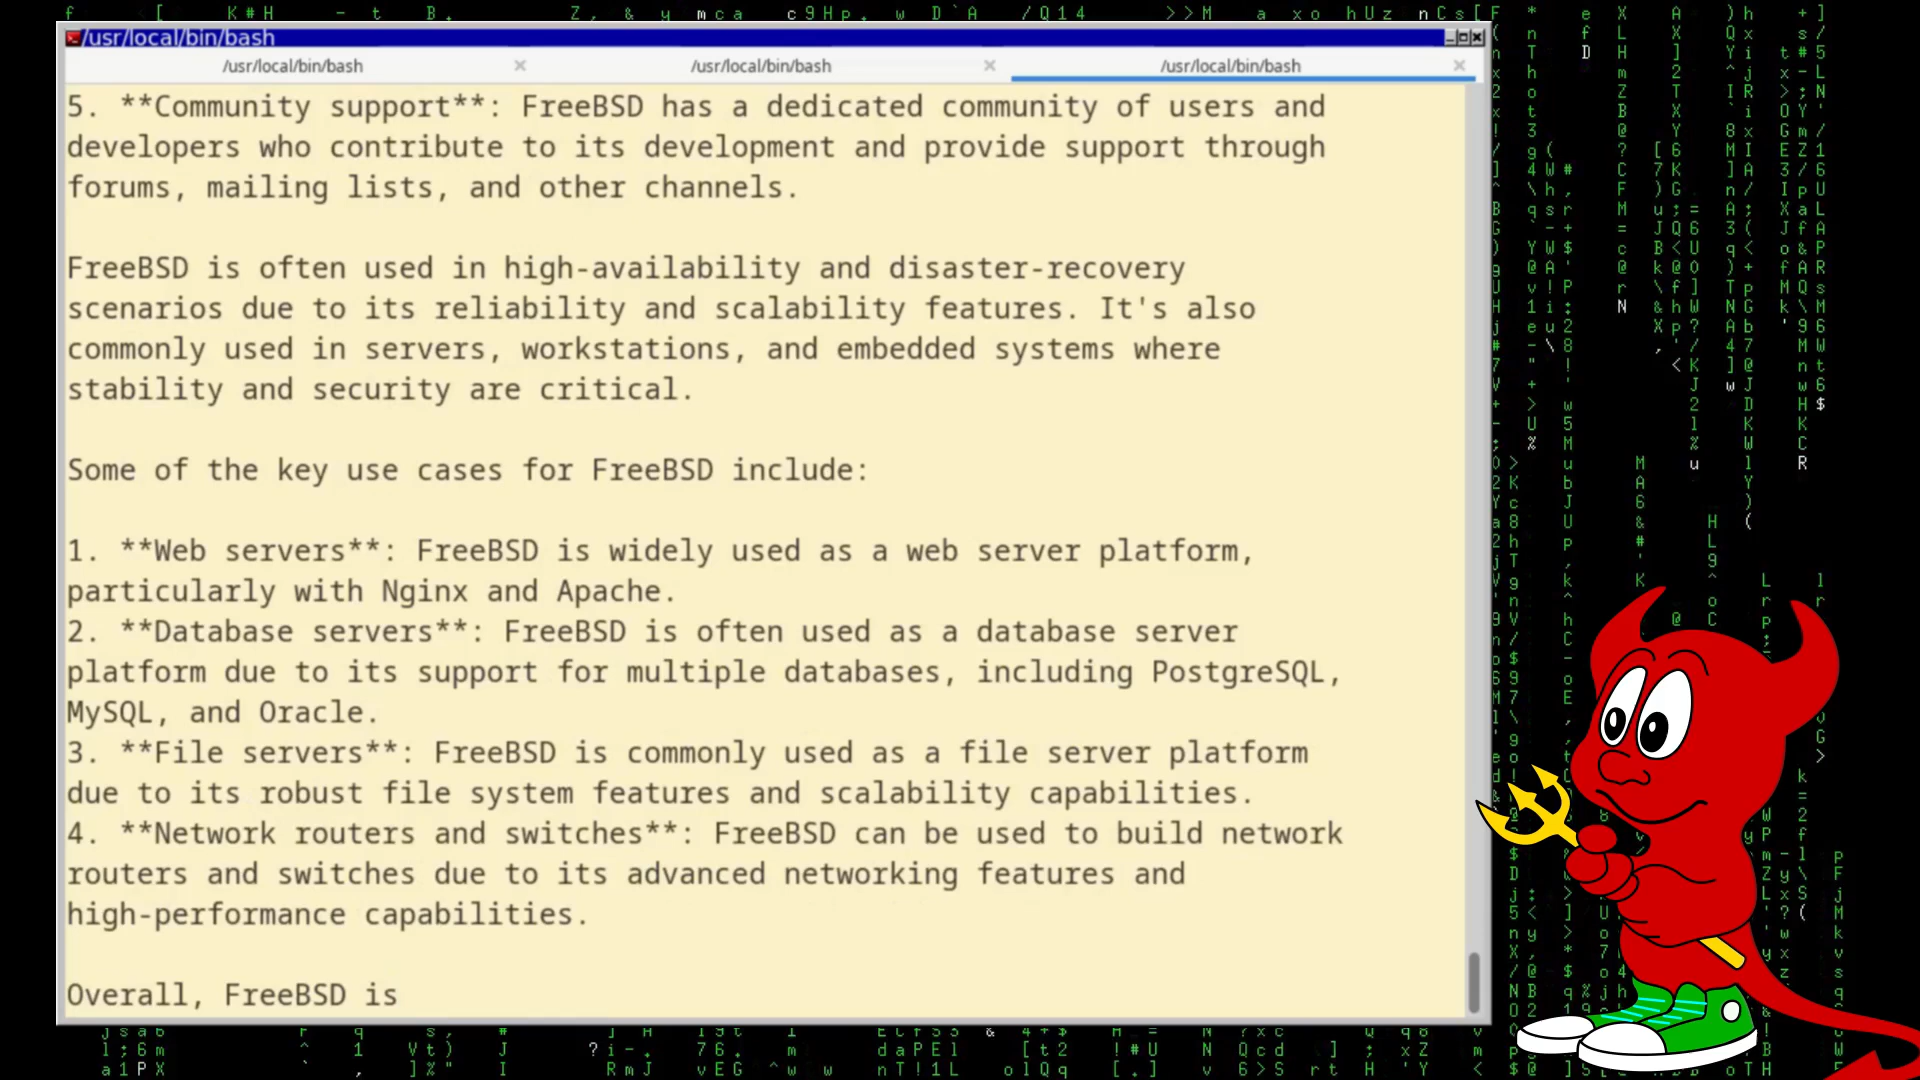 /usr/local/bin/bash
/usr/local/bin/bash
/usr/local/bin/bash
/usr/local/bin/bash
5. **Community support**: FreeBSD has a dedicated community of users and
developers who contribute to its development and provide support through
forums, mailing lists, and other channels.
FreeBSD is often used in high-availability and disaster-recovery
scenarios due to its reliability and scalability features. It's also
commonly used in servers, workstations, and embedded systems where
stability and security are critical.
Some of the key use cases for FreeBSD include:
1. **Web servers**: FreeBSD is widely used as a web server platform,
particularly with Nginx and Apache.
2. **Database servers**: FreeBSD is often used as a database server
platform due to its support for multiple databases, including PostgreSQL,
MySQL, and Oracle.
3. **File servers**: FreeBSD is commonly used as a file server platform
due to its robust file system features and scalability capabilities.
4. **Network routers and switches**: FreeBSD can be used to build network
routers and switches due to its advanced networking features and
high-performance capabilities.
Overall, FreeBSD is